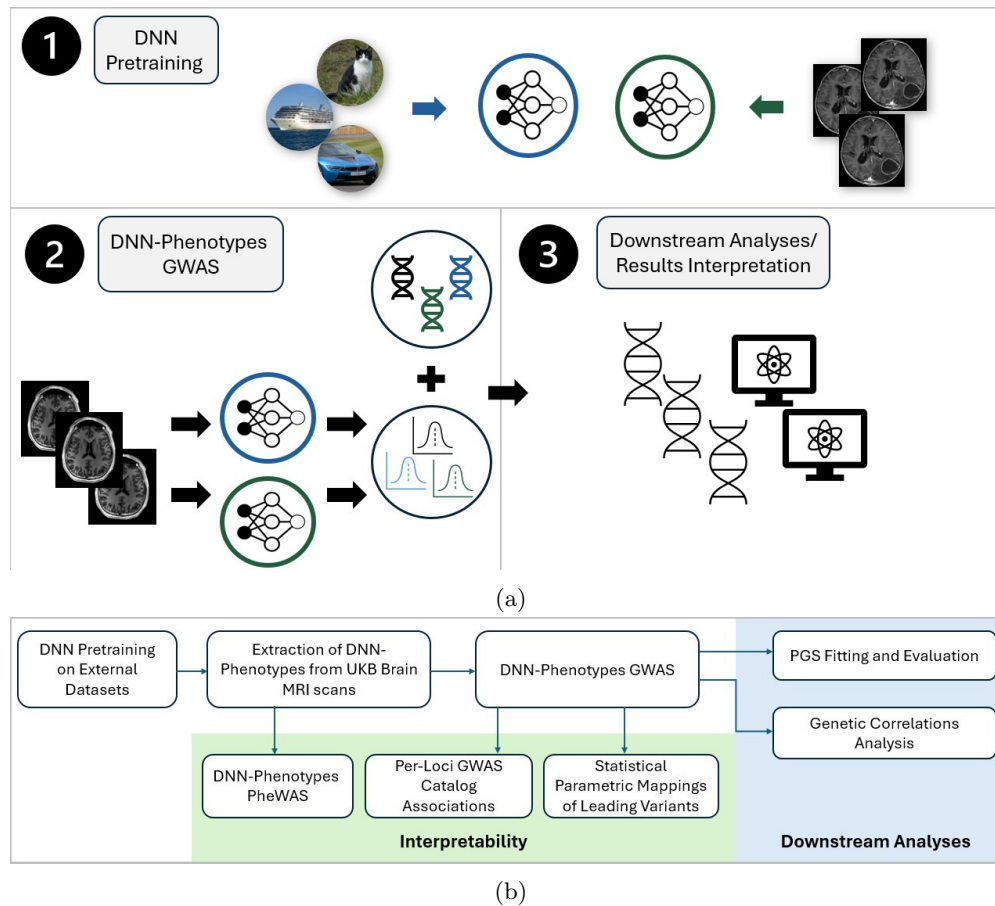 1
DNN
Pretraining
2
DNN-Phenotypes
GWAS
3
Downstream Analyses/
Results Interpretation
(a)
DNN Pretraining
on External
Datasets
Extraction of DNN-
Phenotypes from UKB Brain
MRI scans
DNN-Phenotypes GWAS
PGS Fitting and Evaluation
Genetic Correlations
Analysis
DNN-Phenotypes
PheWAS
Per-Loci GWAS
Catalog
Associations
Statistical
Parametric Mappings
of Leading Variants
Interpretability
Downstream Analyses
(b)